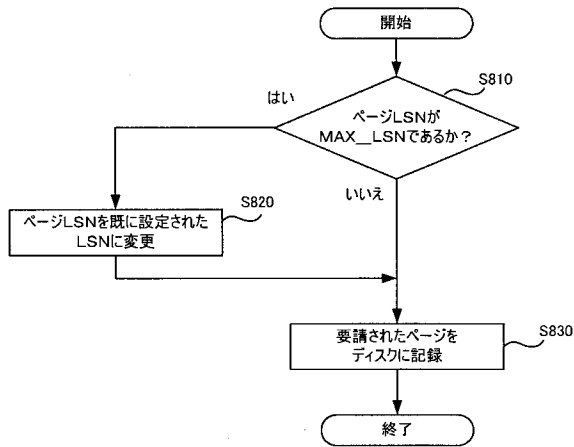 開始
S810
はい
ページLSNが
MAX__LSNであるか？
いいえ
S820
ページLSNを既に設定された
LSNに変更
要請されたページを
ディスクに記録
S830
終了